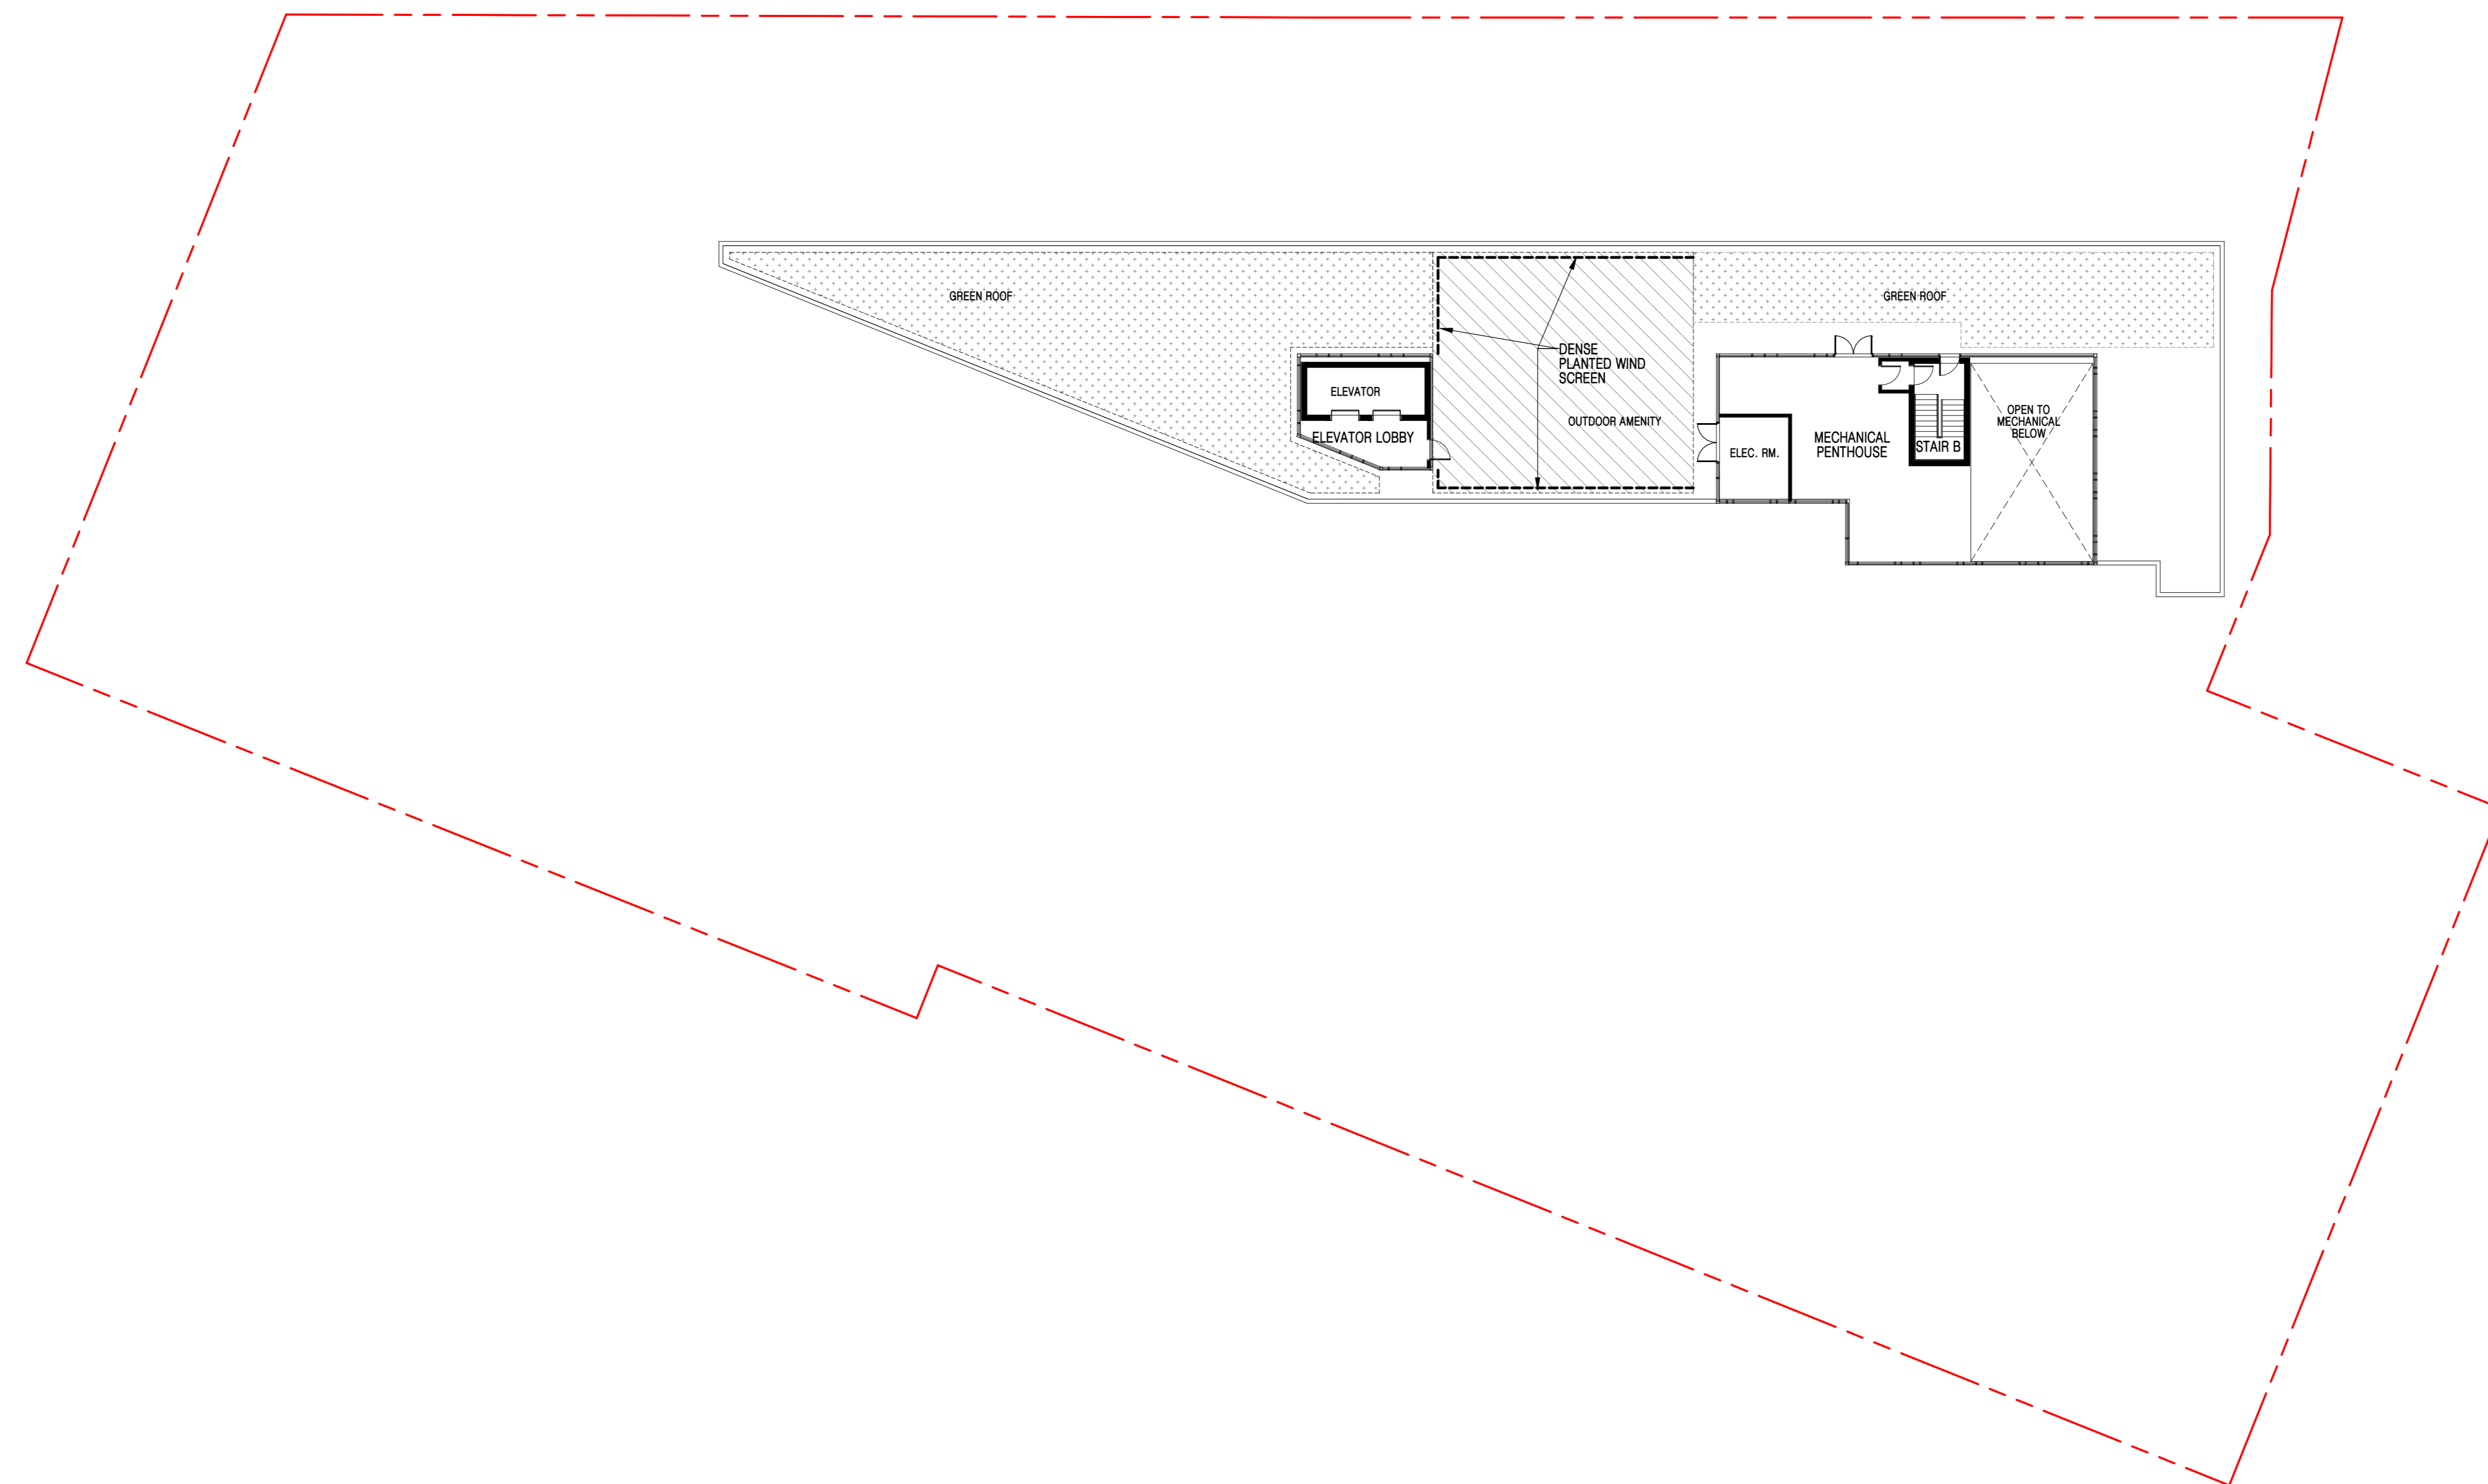 GREEN ROOF
GREEN ROOF
DENSE
PLANTED WIND
SCREEN
ELEVATOR
OUTDOOR AMENITY
ELEVATOR LOBBY
ELEC. RM.
MECHANICAL
PENTHOUSE
STAIR B
OPEN TO
MECHANICAL
BELOW